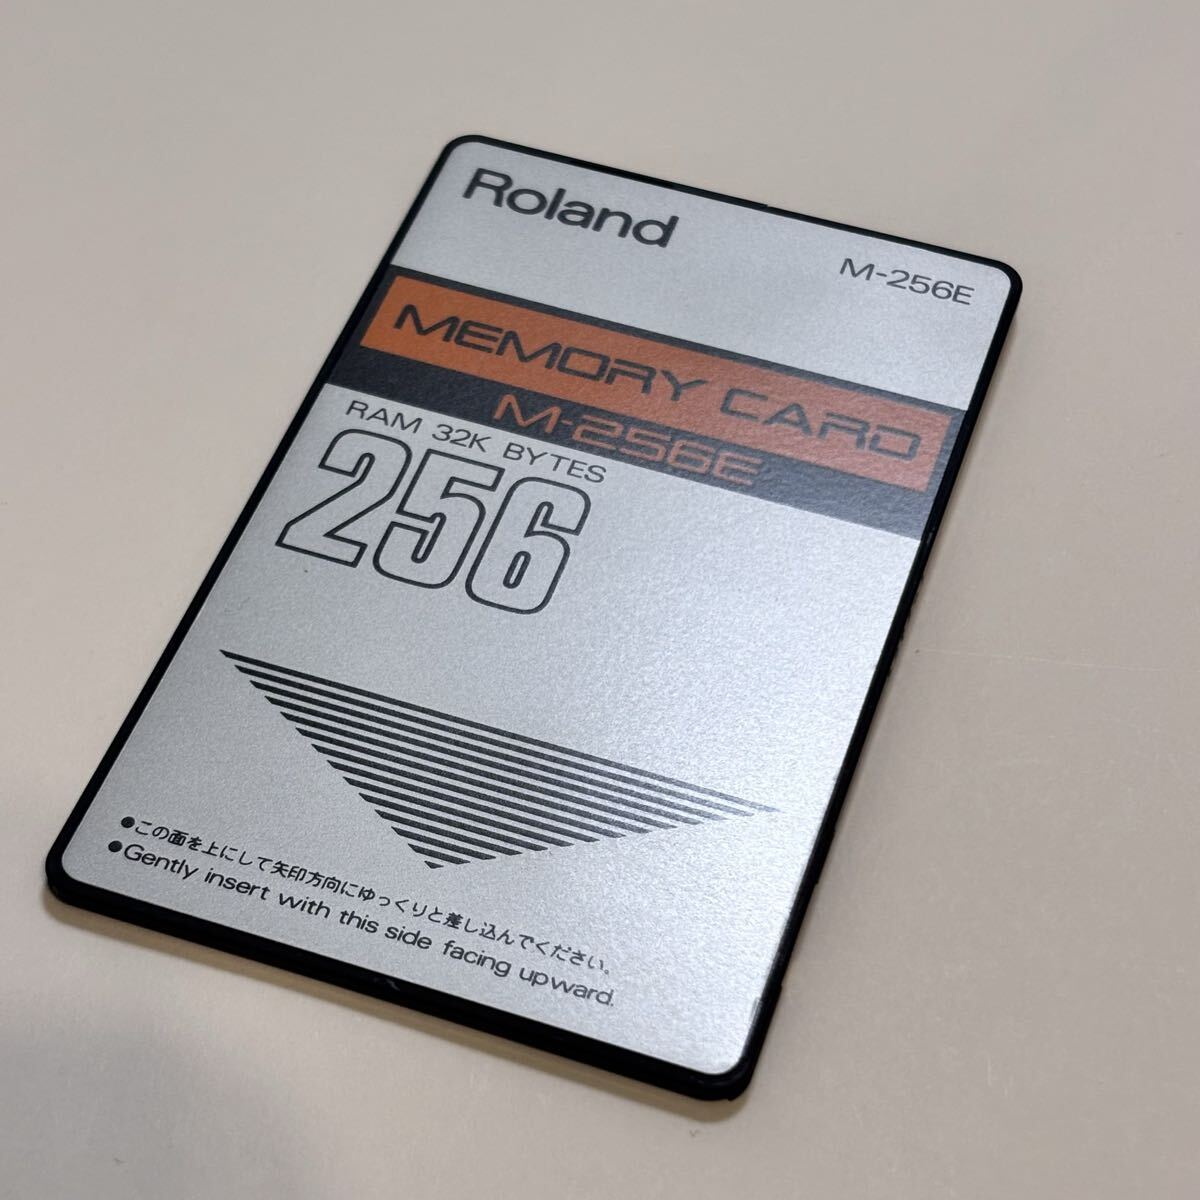 Roland
M-256E
MEMORY CARD
M-256E
RAM 32K BYTES
256
●この面を上にして矢印方向にゆっくりと差し込んでください。
●Gently insert with this side facing upward.